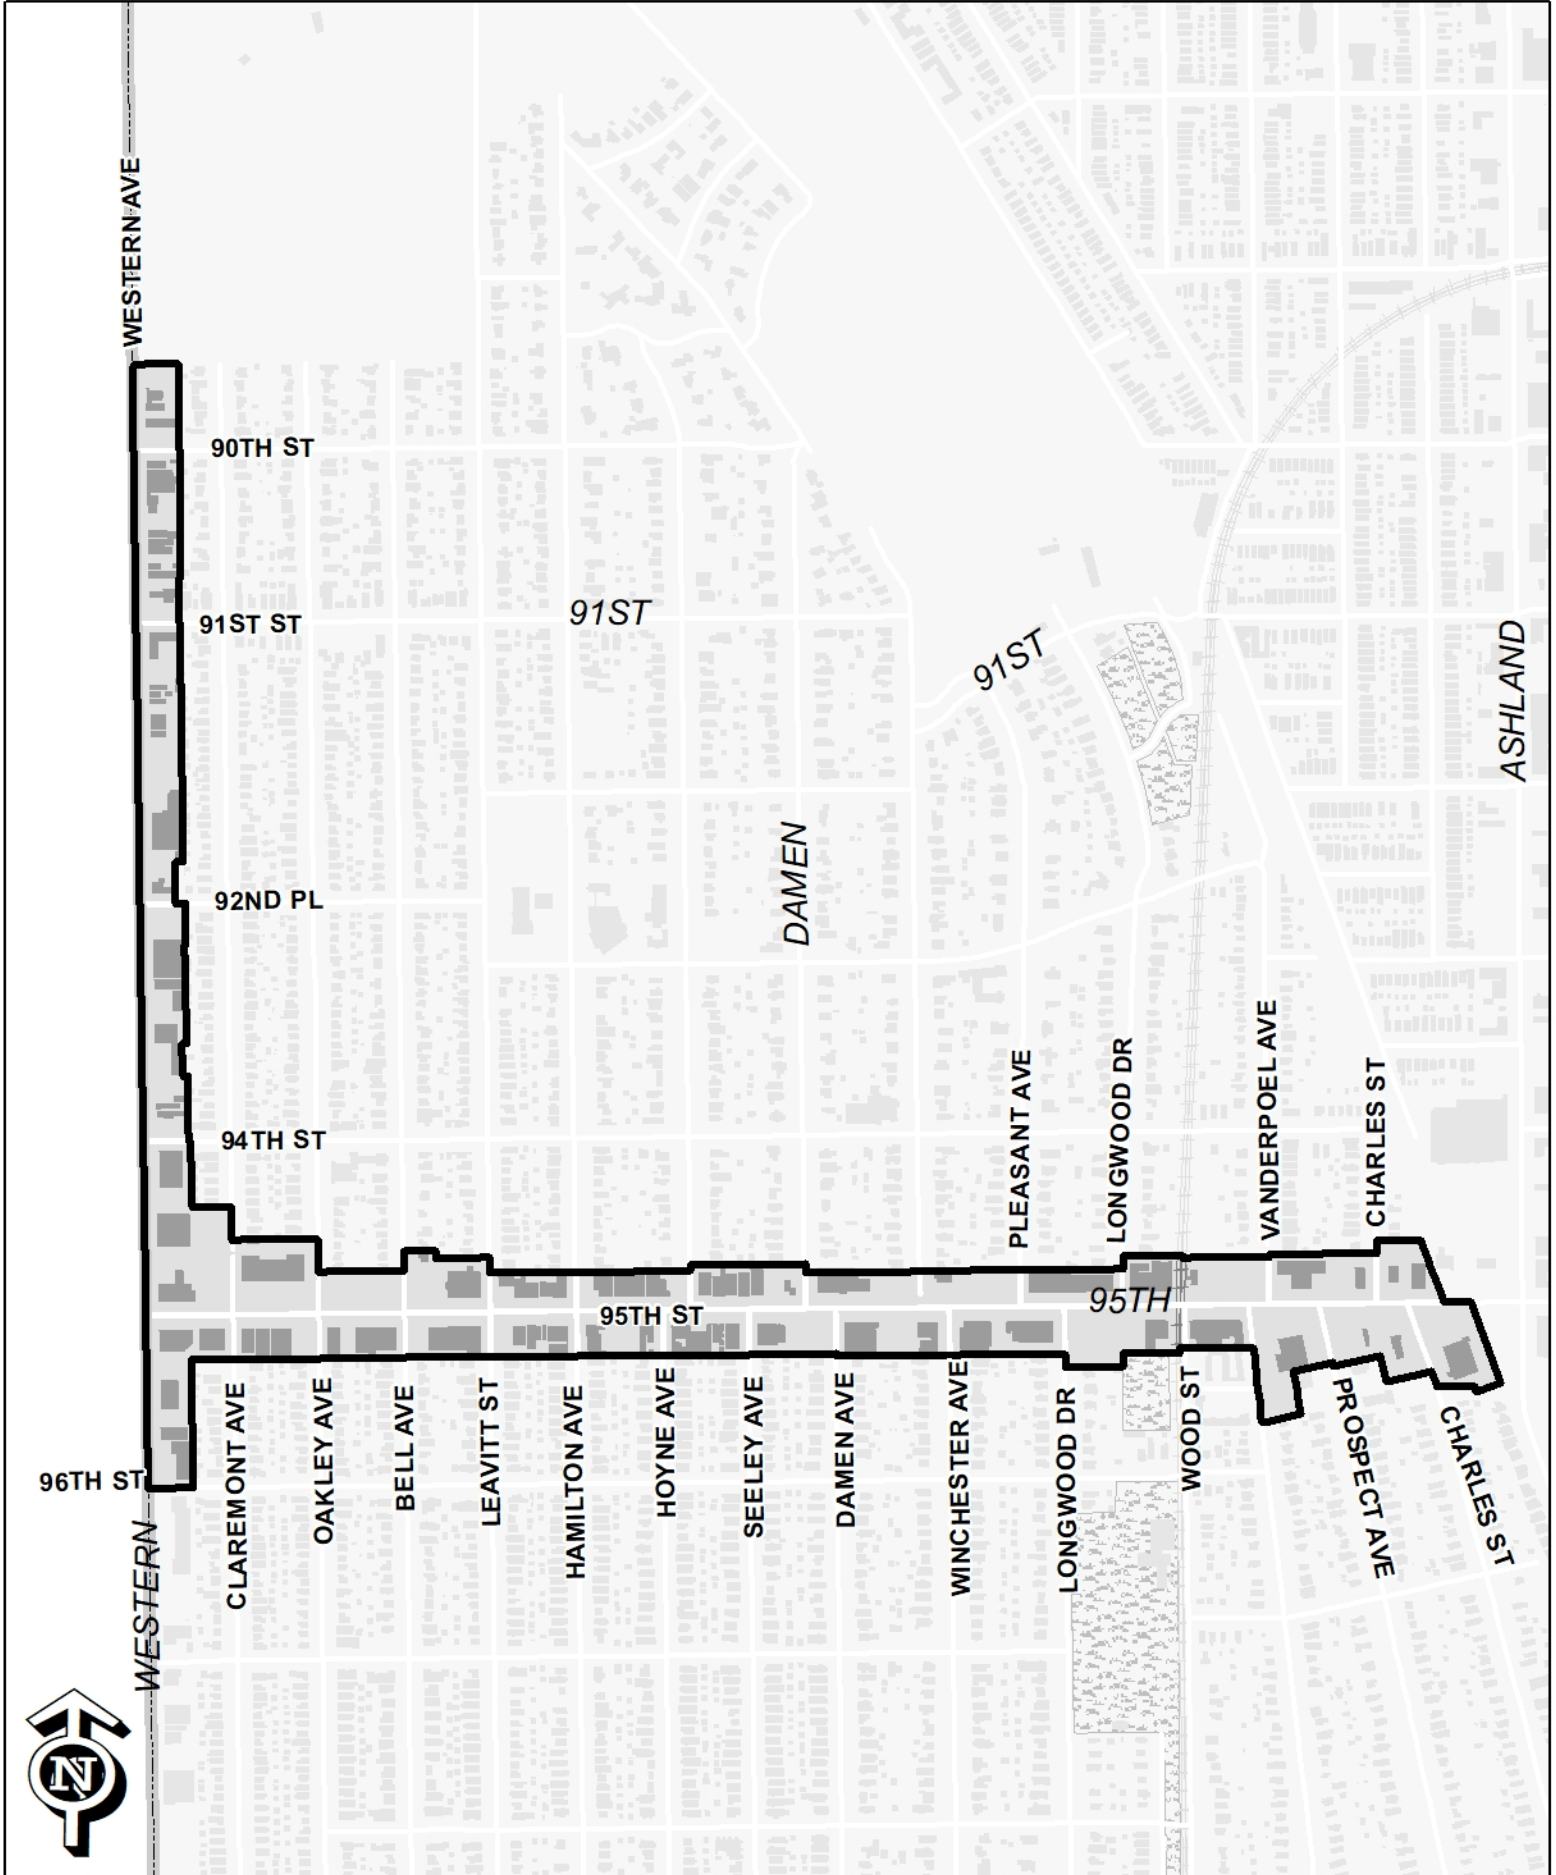 WESTERN AVE
90TH ST
91ST
91ST ST
91ST
ASHLAND
DAMEN
92ND PL
PLEASANT AVE
LONGWOOD DR
VANDERPOEL AVE
CHARLES ST
94TH ST
95TH
95TH ST
96TH ST
CLAREMONT AVE
OAKLEY AVE
BELL AVE
LEAVITT ST
HAMILTON AVE
HOYNE AVE
SEELEY AVE
DAMEN AVE
WINCHESTER AVE
LONGWOOD DR
WOOD ST
PROSPECT AVE
CHARLES ST
WESTERN
N